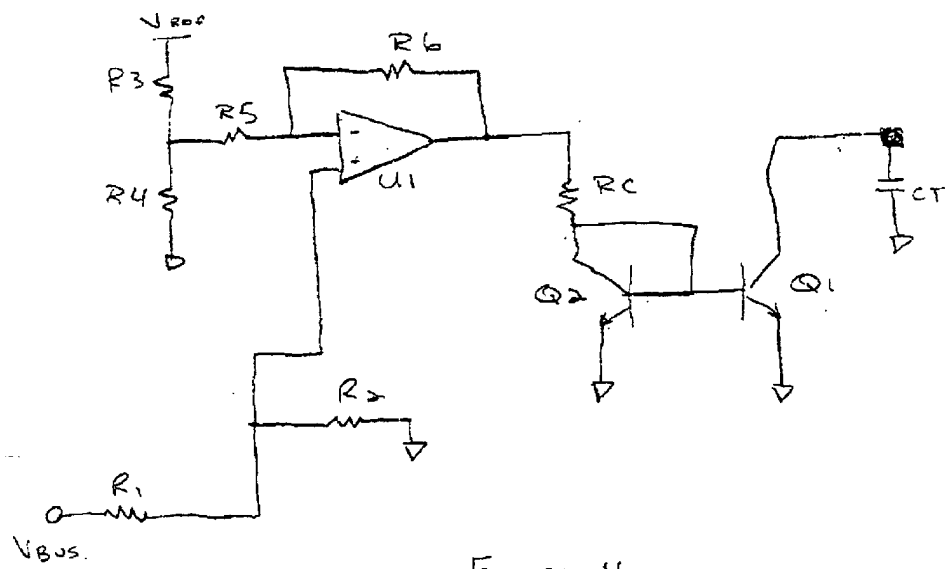 VREF
R3
R6
R5
-
+
U1
R4
RC
CT
Q2
Q1
R2
R1
VBUS.